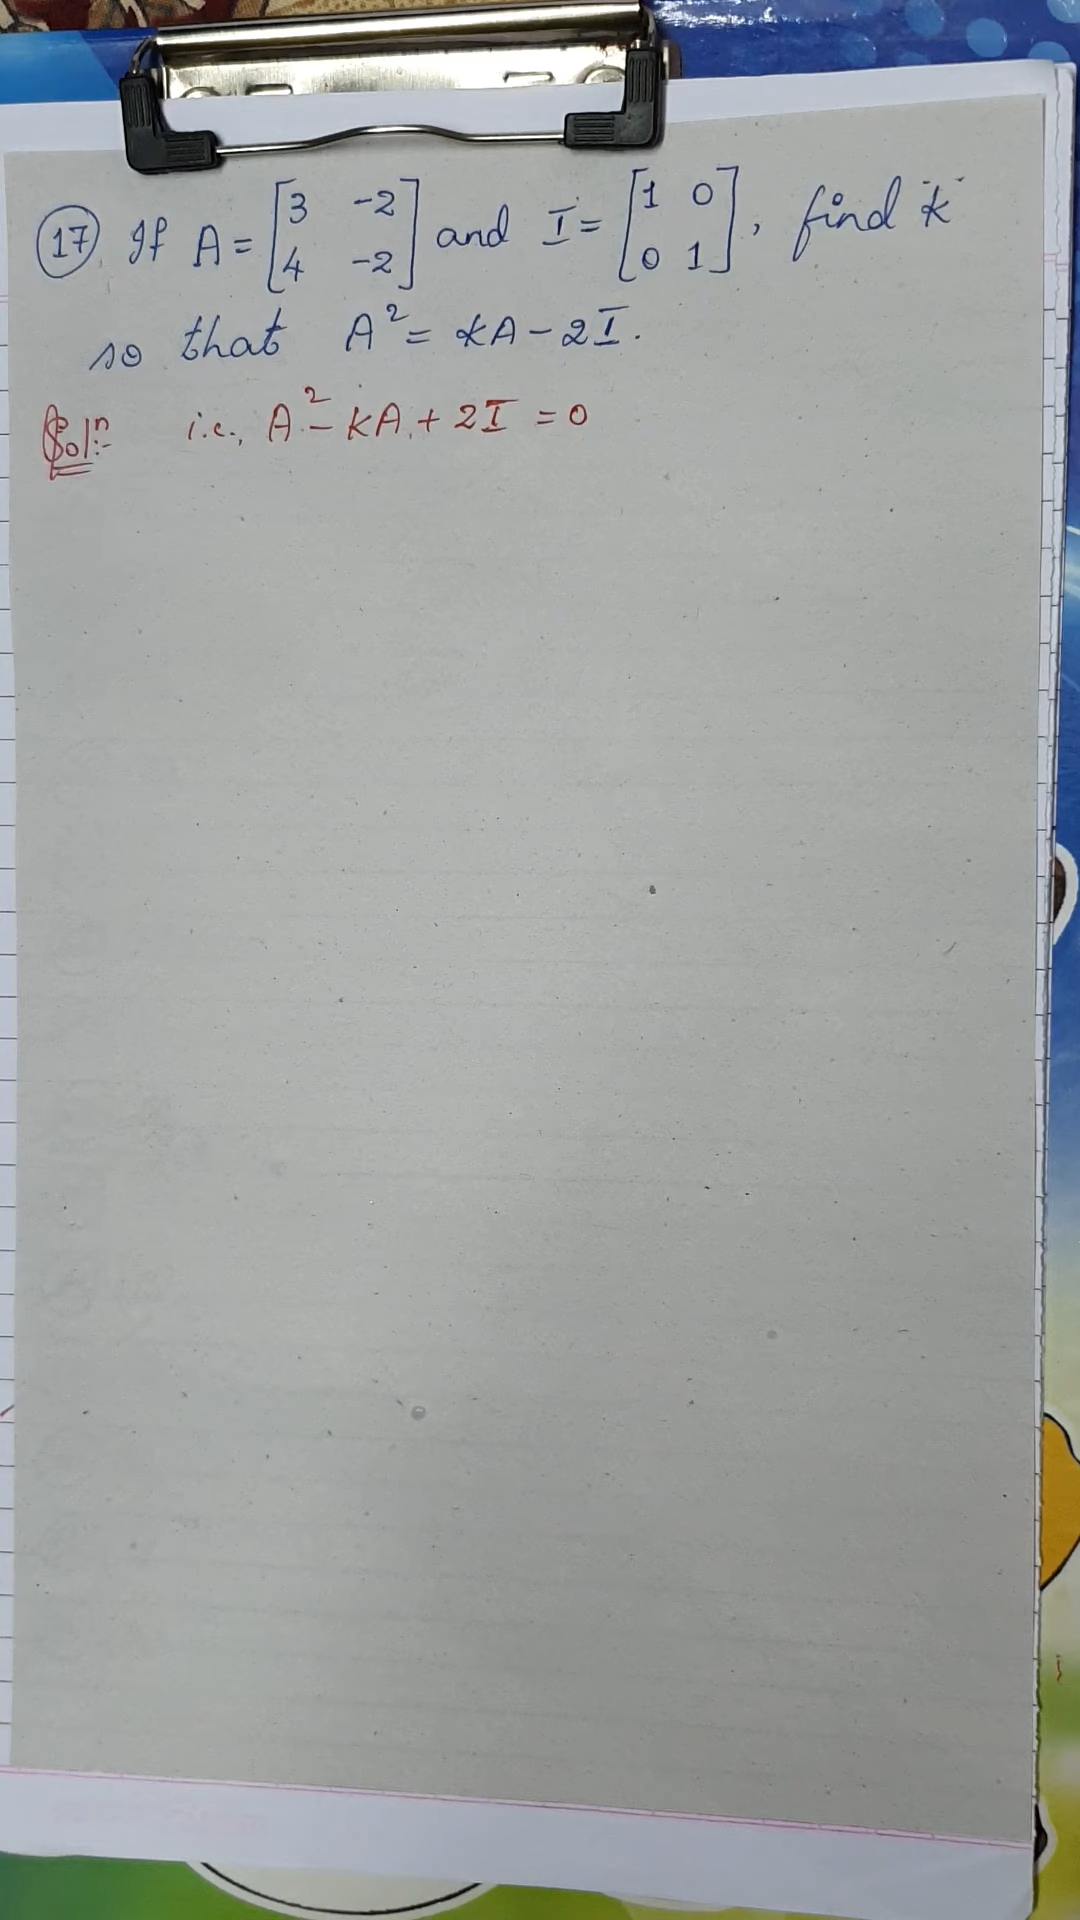 17. If A = [3 -2 and I = [1 0 , find k
4 -2] 0 1]
so that A² = kA - 2I.
Solⁿ:- i.e., A² - kA + 2I = 0